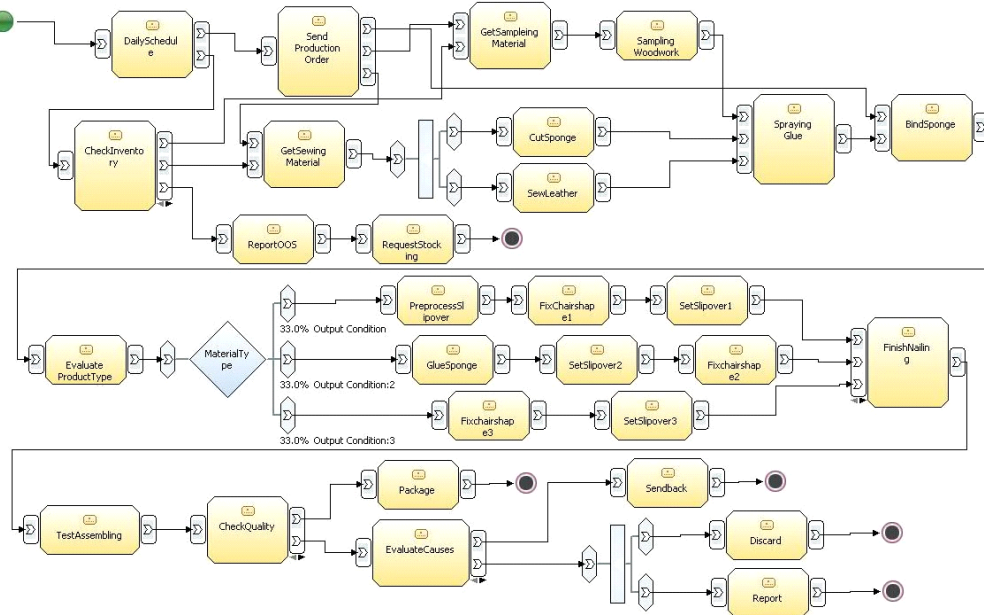 DailySchedul
e
Send
Production
Order
GetSampleing
Material
Sampling
Woodwork
CheckInvento
ry
GetSewing
Material
CutSponge
SewLeather
Spraying
Glue
BindSponge
ReportOOS
RequestStock
ing
Evaluate
ProductType
MaterialTy
pe
33.0% Output Condition
33.0% Output Condition:2
33.0% Output Condition:3
PreprocessSl
ipover
FixChairshap
e1
SetSlipover1
GlueSponge
SetSlipover2
Fixchairshap
e2
Fixchairshap
e3
SetSlipover3
FinishNailin
g
TestAssembling
CheckQuality
Package
EvaluateCauses
Sendback
Discard
Report